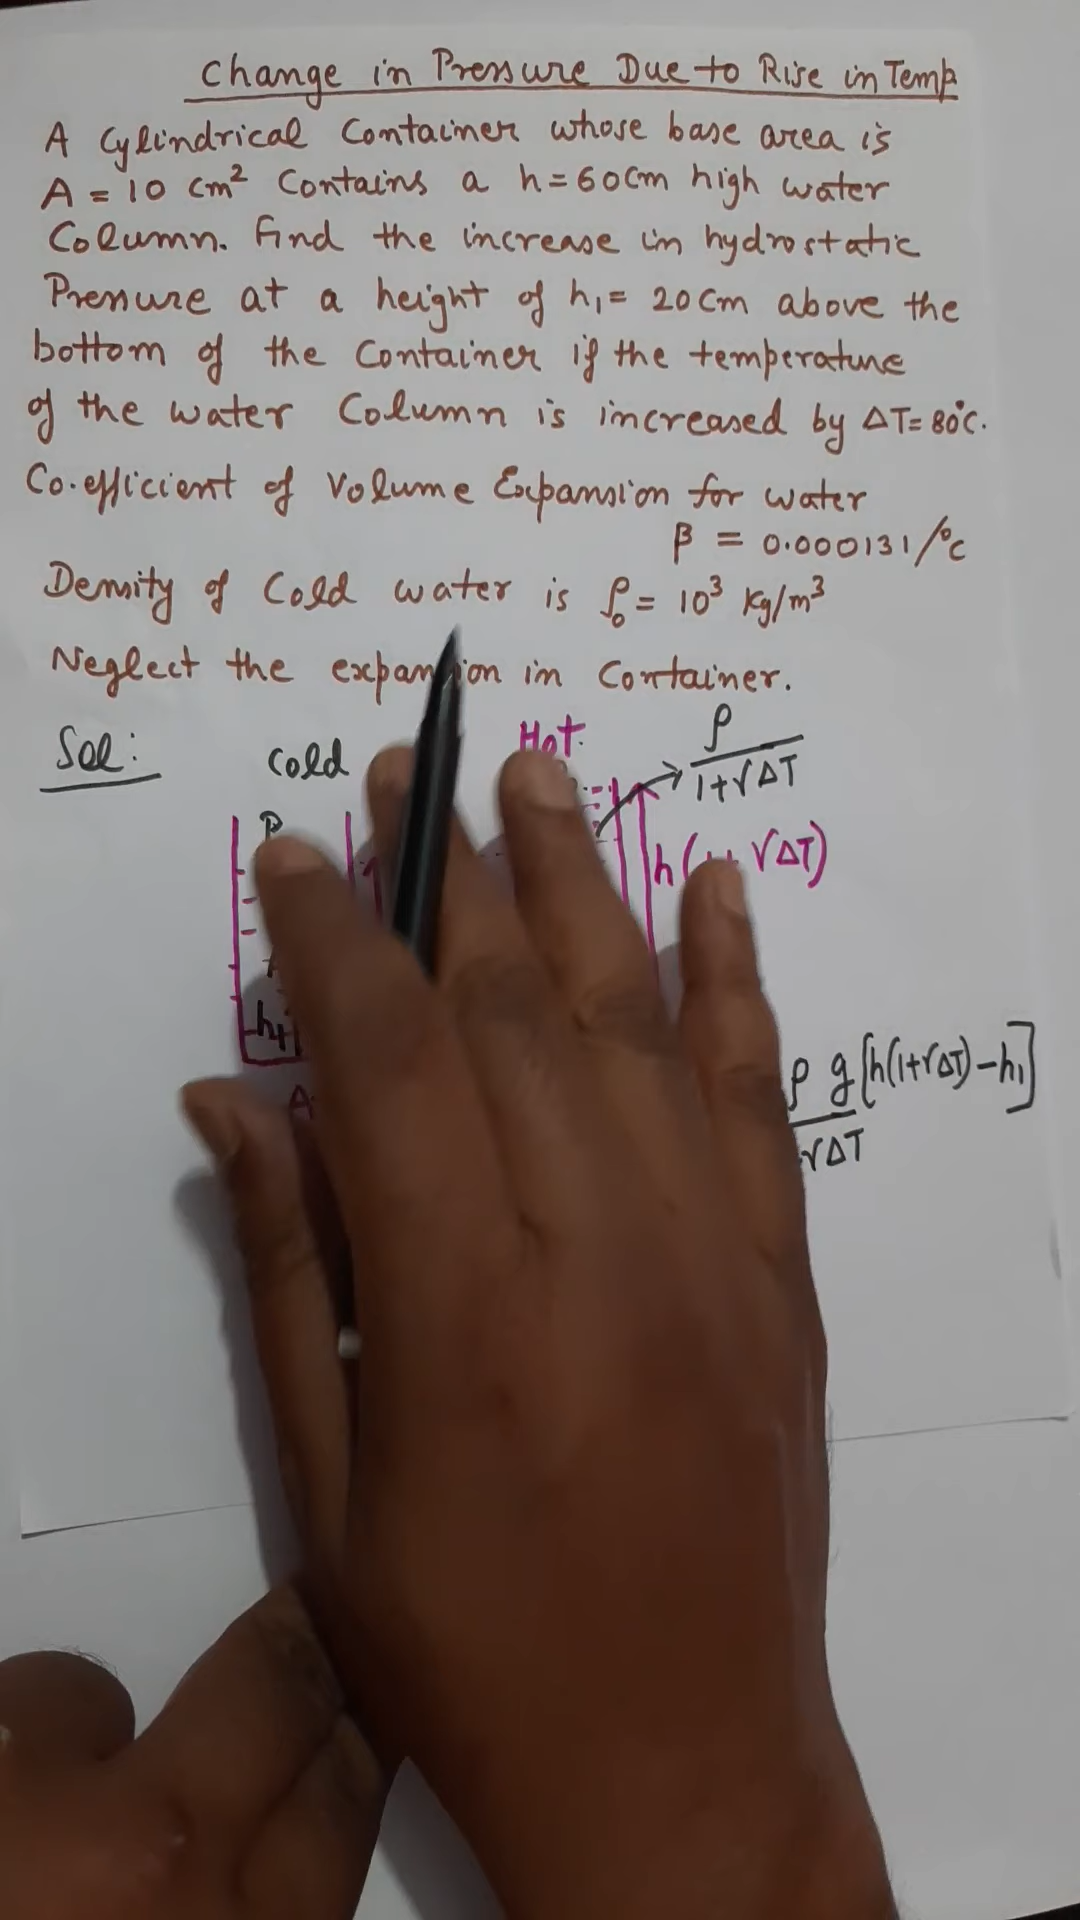 Change in Pressure Due to Rise in Temp
A Cylindrical Container whose base area is
A = 10 cm² Contains a h=60cm high water
Column. Find the increase in hydrostatic
Pressure at a height of h₁= 20cm above the
bottom of the Container if the temperature
of the water Column is increased by ΔT= 80°C.
Co.efficient of Volume Expansion for water
β = 0.000131/°C
Density of Cold water is ρ₀= 10³ Kg/m³
Neglect the expansion in Container.
Sol: Cold Hot
ρ
1+γΔT
P
h( γΔT)
h₁
A
ρ g[h(1+γΔT)-h₁]
γΔT